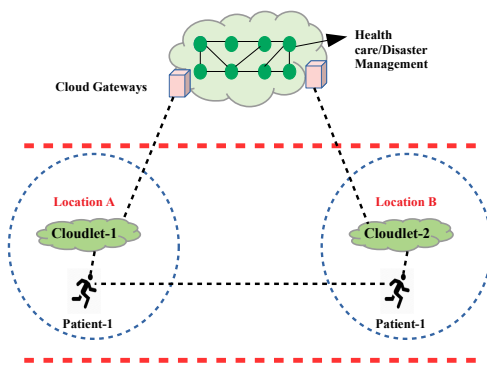 Health
care/Disaster
Management
Cloud Gateways
Location A
Location B
Cloudlet-1
Cloudlet-2
Patient-1
Patient-1